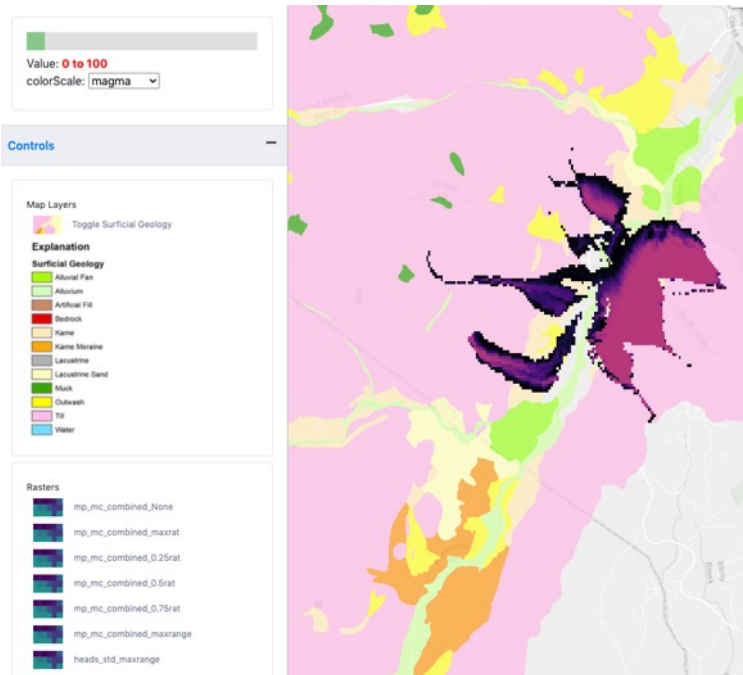 Value: 0 to 100
colorScale: magma
Controls
Map Layers
Toggle Surficial Geology
Explanation
Surficial Geology
Alluvial Fan
Alluvium
Artificial Fill
Bedrock
Kame
Kame Moraine
Lacustrine
Lacustrine Sand
Muck
Outwash
Till
Water
Rasters
mp_mc_combined_None
mp_mc_combined_maxrat
mp_mc_combined_0.25rat
mp_mc_combined_0.5rat
mp_mc_combined_0.75rat
mp_mc_combined_maxrange
heads_std_maxrange
Stony
Brook